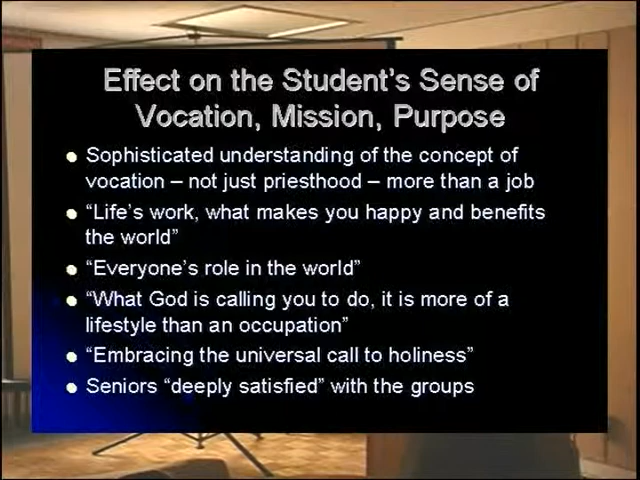 Effect on the Student's Sense of
Vocation, Mission, Purpose
Sophisticated understanding of the concept of
vocation – not just priesthood – more than a job
“Life's work, what makes you happy and benefits
the world”
“Everyone's role in the world”
“What God is calling you to do, it is more of a
lifestyle than an occupation”
“Embracing the universal call to holiness”
Seniors “deeply satisfied” with the groups